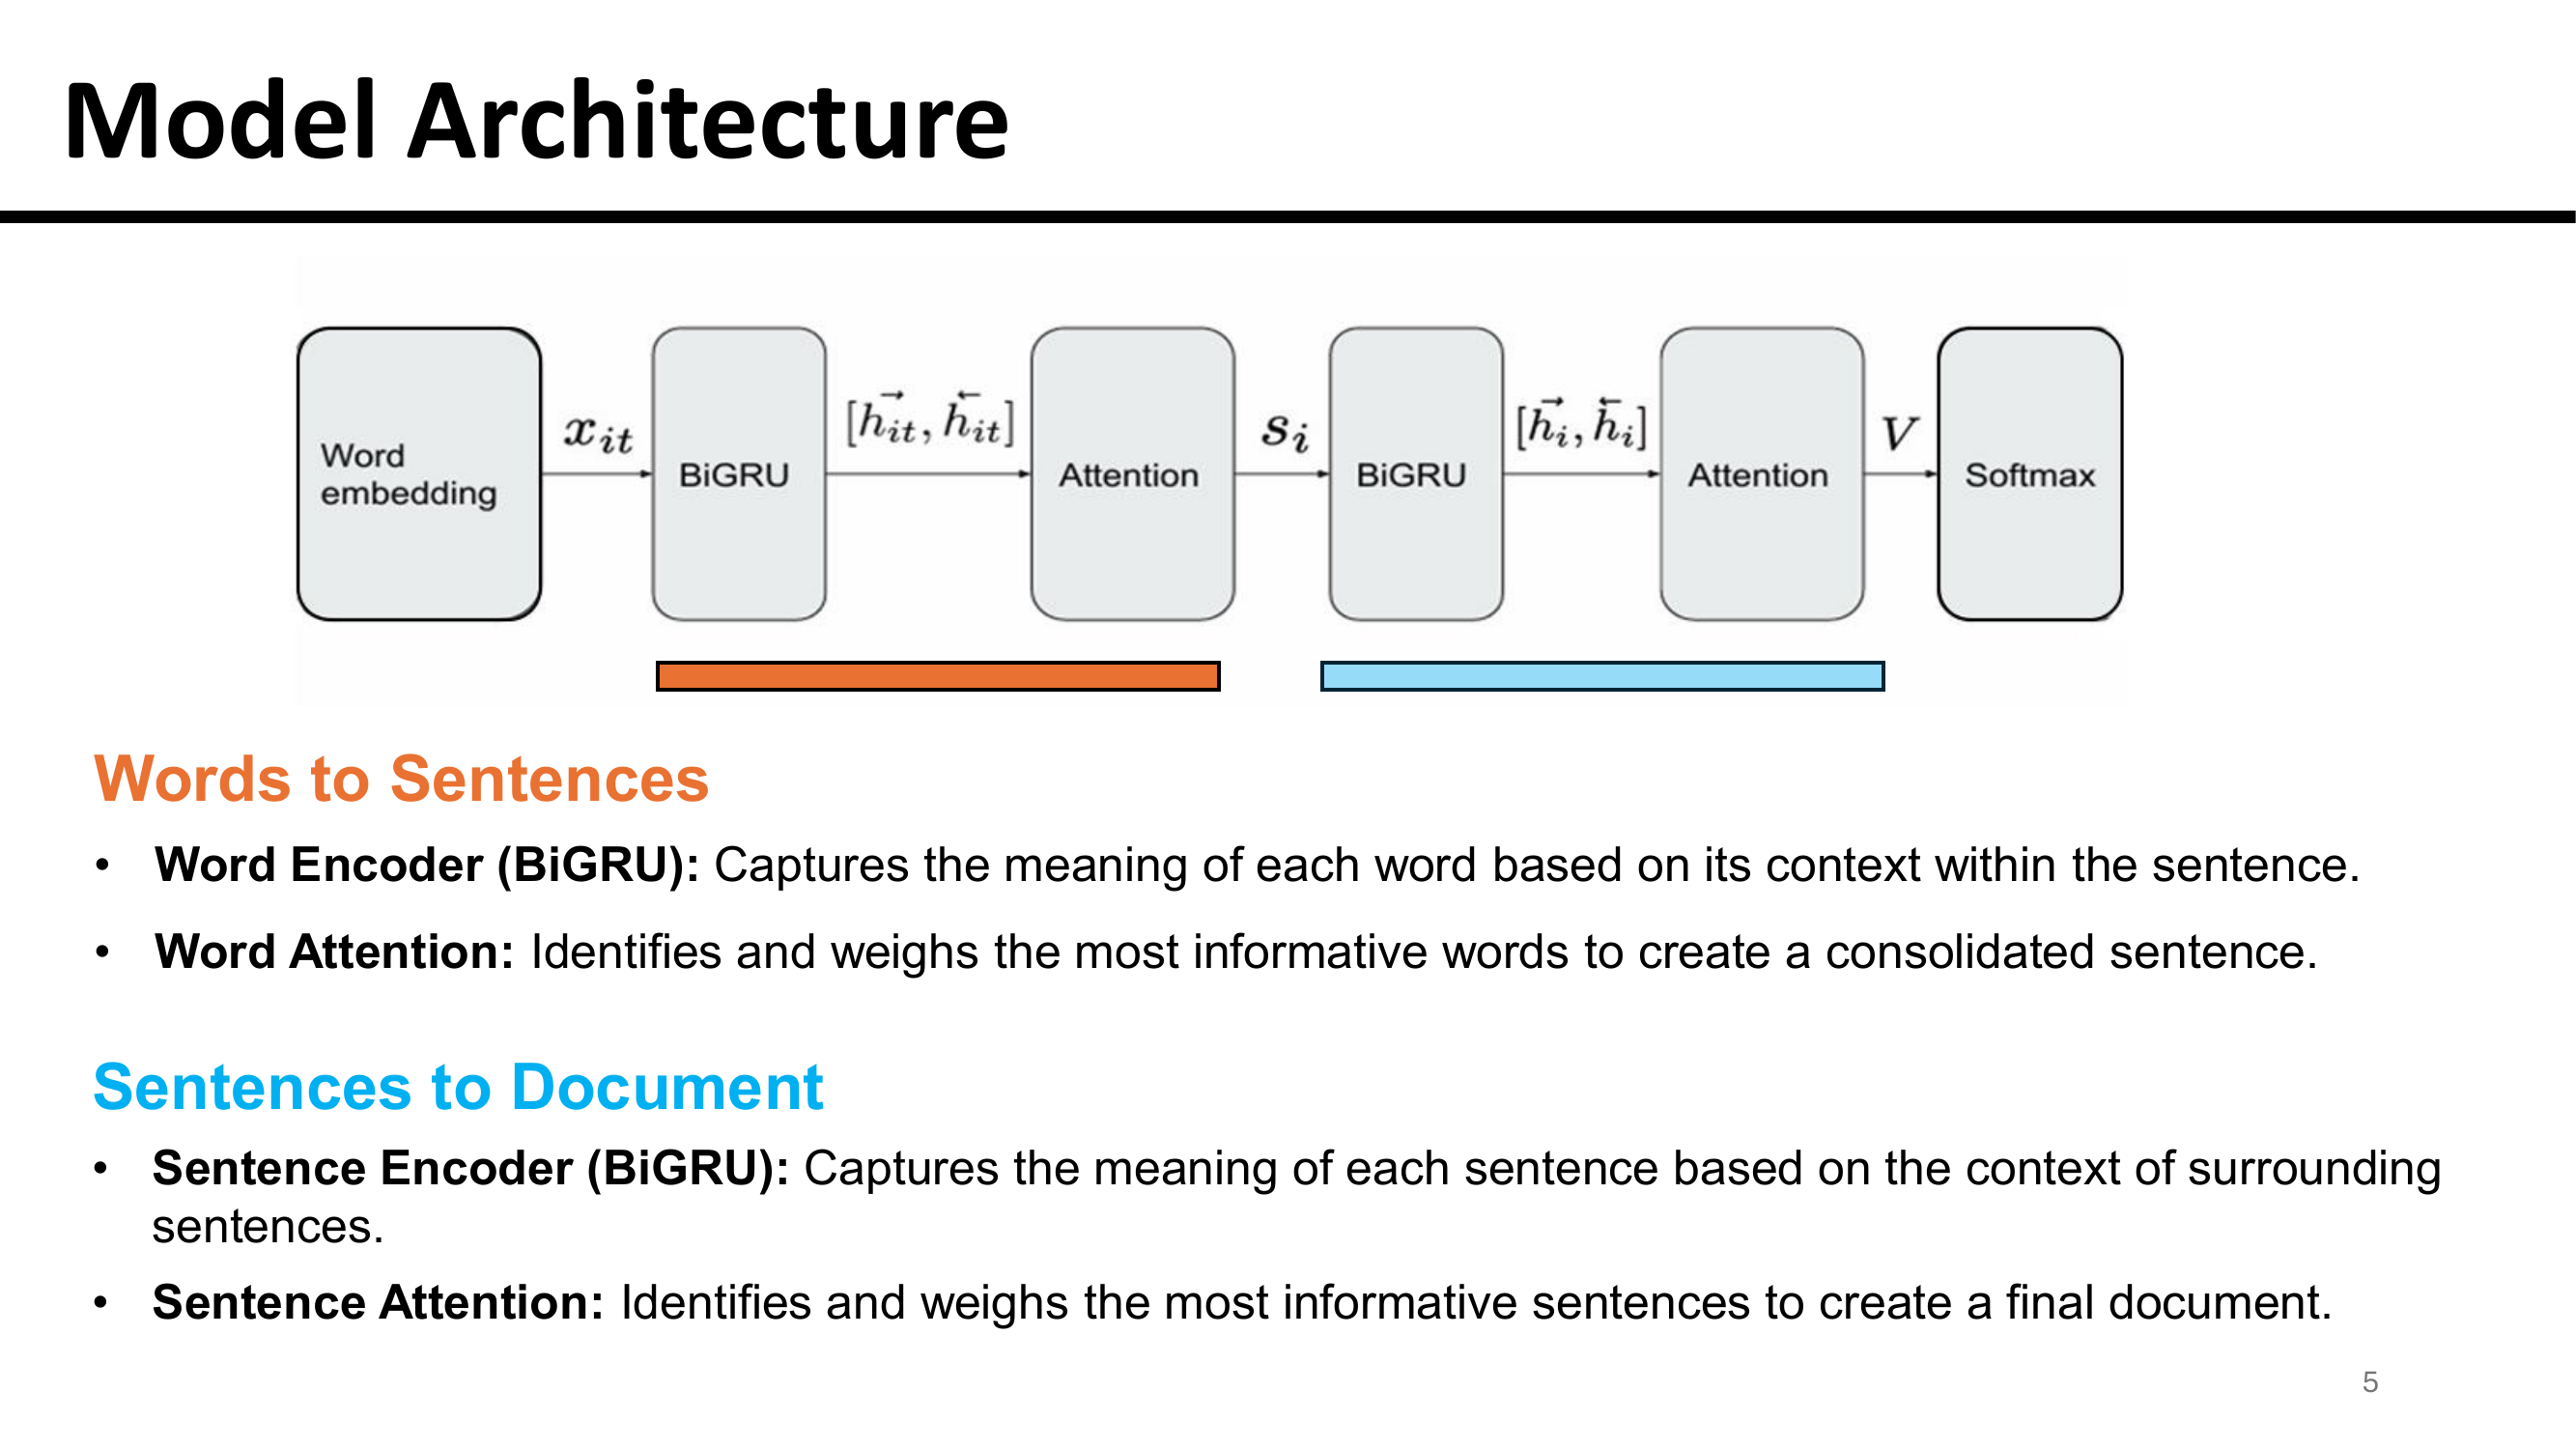 Model Architecture
Word
embedding
x_{it}
BiGRU
[\vec{h_{it}}, \overleftarrow{h}_{it}]
Attention
s_i
BiGRU
[\vec{h_i}, \overleftarrow{h}_i]
Attention
V
Softmax
Words to Sentences
• Word Encoder (BiGRU): Captures the meaning of each word based on its context within the sentence.
• Word Attention: Identifies and weighs the most informative words to create a consolidated sentence.
Sentences to Document
• Sentence Encoder (BiGRU): Captures the meaning of each sentence based on the context of surrounding
sentences.
• Sentence Attention: Identifies and weighs the most informative sentences to create a final document.
5